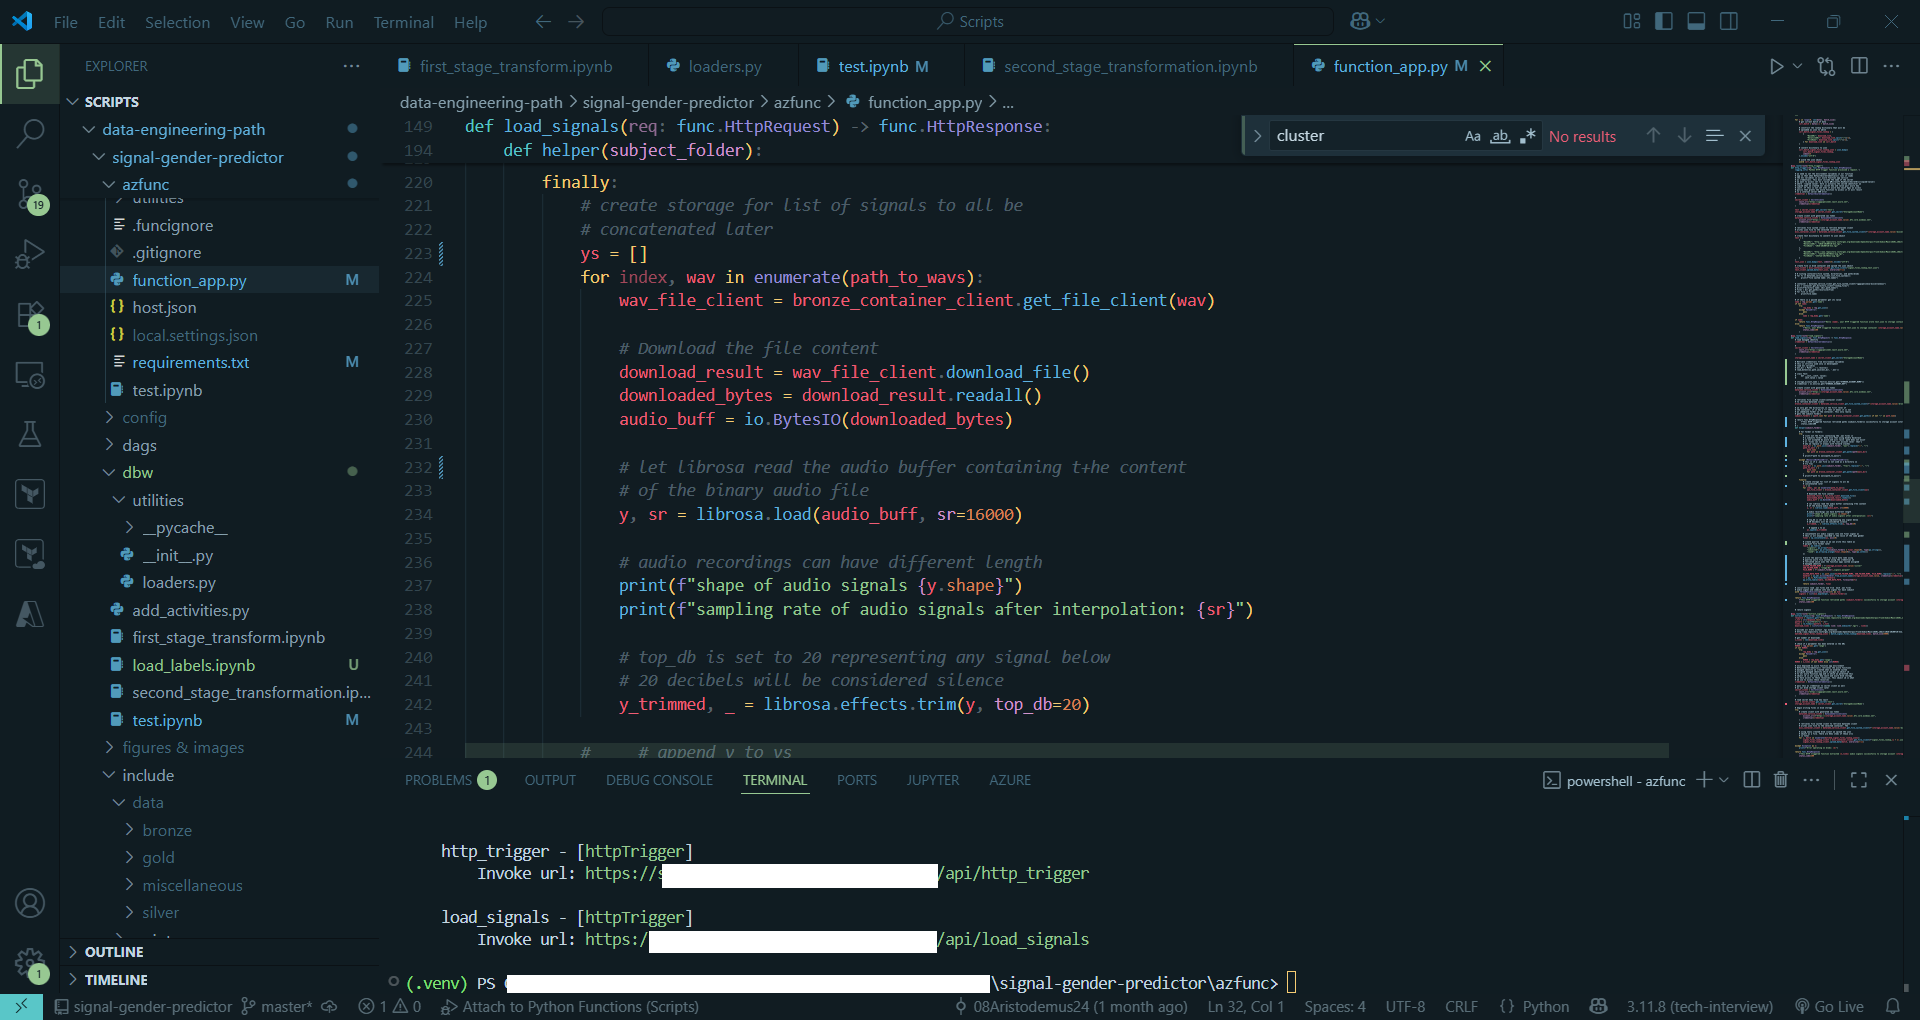 File Edit Selection View Go Run Terminal Help Scripts
EXPLORER
SCRIPTS
data-engineering-path
signal-gender-predictor
azfunc
utilities
.funcignore
.gitignore
function_app.py M
host.json
local.settings.json
requirements.txt M
test.ipynb
config
dags
dbw
utilities
__pycache__
__init__.py
loaders.py
add_activities.py
first_stage_transform.ipynb
load_labels.ipynb U
second_stage_transformation.ip...
test.ipynb M
figures & images
include
data
bronze
gold
miscellaneous
silver
OUTLINE
TIMELINE
19
1
1
first_stage_transform.ipynb loaders.py test.ipynb M second_stage_transformation.ipynb function_app.py M
data-engineering-path > signal-gender-predictor > azfunc > function_app.py > ...
cluster Aa ab No results
149 def load_signals(req: func.HttpRequest) -> func.HttpResponse:
194 def helper(subject_folder):
220 finally:
221 # create storage for list of signals to all be
222 # concatenated later
223 ys = []
224 for index, wav in enumerate(path_to_wavs):
225 wav_file_client = bronze_container_client.get_file_client(wav)
226
227 # Download the file content
228 download_result = wav_file_client.download_file()
229 downloaded_bytes = download_result.readall()
230 audio_buff = io.BytesIO(downloaded_bytes)
231
232 # let librosa read the audio buffer containing t+he content
233 # of the binary audio file
234 y, sr = librosa.load(audio_buff, sr=16000)
235
236 # audio recordings can have different length
237 print(f"shape of audio signals {y.shape}")
238 print(f"sampling rate of audio signals after interpolation: {sr}")
239
240 # top_db is set to 20 representing any signal below
241 # 20 decibels will be considered silence
242 y_trimmed, _ = librosa.effects.trim(y, top_db=20)
243
244 # # append y to ys
PROBLEMS 1 OUTPUT DEBUG CONSOLE TERMINAL PORTS JUPYTER AZURE powershell - azfunc
http_trigger - [httpTrigger]
Invoke url: https://s /api/http_trigger
load_signals - [httpTrigger]
Invoke url: https:/ /api/load_signals
(.venv) PS \signal-gender-predictor\azfunc>
signal-gender-predictor master* 1 0 Attach to Python Functions (Scripts) 08Aristodemus24 (1 month ago) Ln 32, Col 1 Spaces: 4 UTF-8 CRLF {} Python 3.11.8 (tech-interview) Go Live